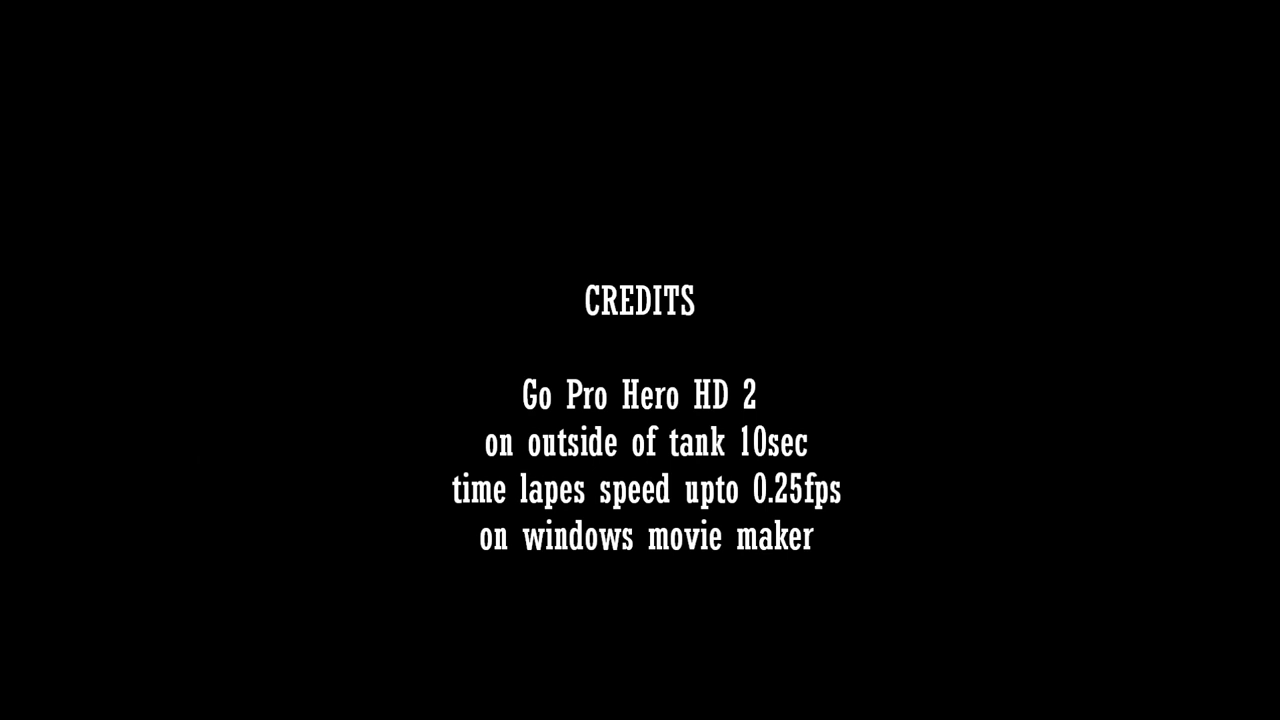 CREDITS
Go Pro Hero HD 2
on outside of tank 10sec
time lapes speed upto 0.25fps
on windows movie maker